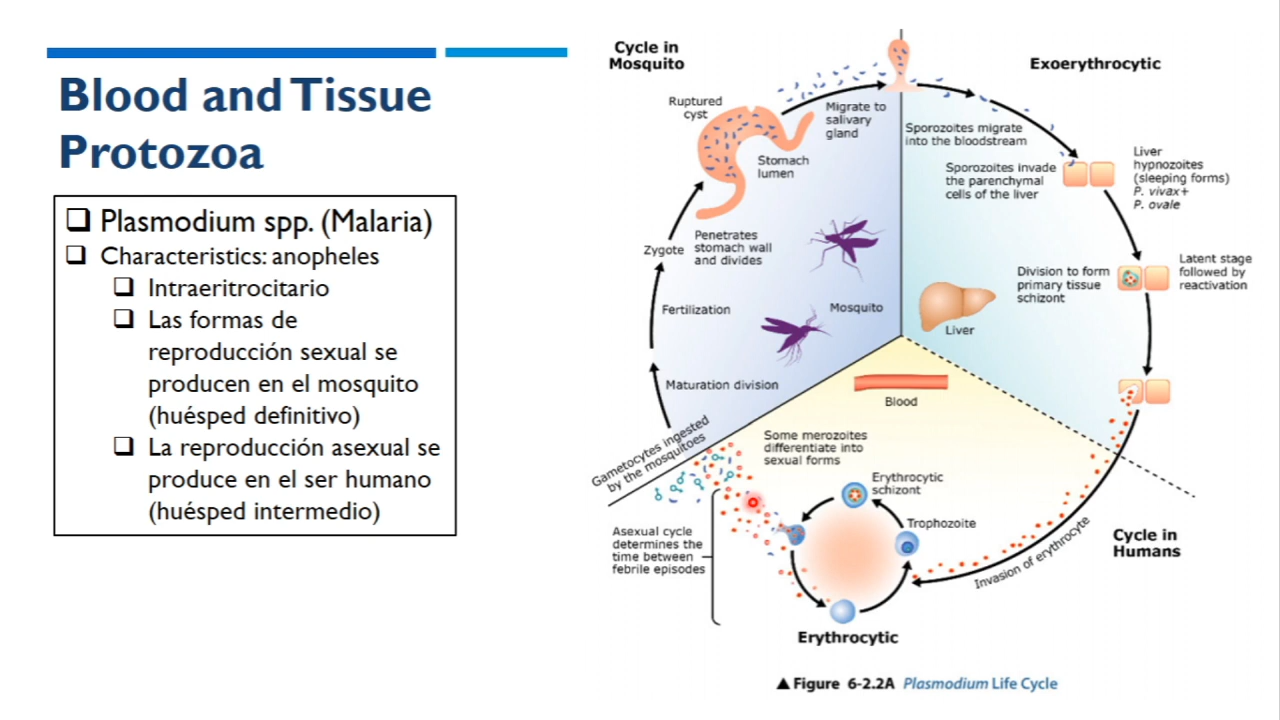 Blood and Tissue
Protozoa
❑ Plasmodium spp. (Malaria)
❑ Characteristics: anopheles
❑ Intraeritrocitario
❑ Las formas de
reproducción sexual se
producen en el mosquito
(huésped definitivo)
❑ La reproducción asexual se
produce en el ser humano
(huésped intermedio)
Cycle in
Mosquito
Ruptured
cyst
Migrate to
salivary
gland
Stomach
lumen
Zygote
Penetrates
stomach wall
and divides
Fertilization
Mosquito
Maturation division
Gametocytes ingested
by the mosquitoes
Exoerythrocytic
Sporozoites migrate
into the bloodstream
Sporozoites invade
the parenchymal
cells of the liver
Liver
hypnozoites
(sleeping forms)
P. vivax+
P. ovale
Division to form
primary tissue
schizont
Latent stage
followed by
reactivation
Liver
Blood
Some merozoites
differentiate into
sexual forms
Erythrocytic
schizont
Trophozoite
Asexual cycle
determines the
time between
febrile episodes
Invasion of erythrocyte
Cycle in
Humans
Erythrocytic
▲ Figure 6-2.2A Plasmodium Life Cycle